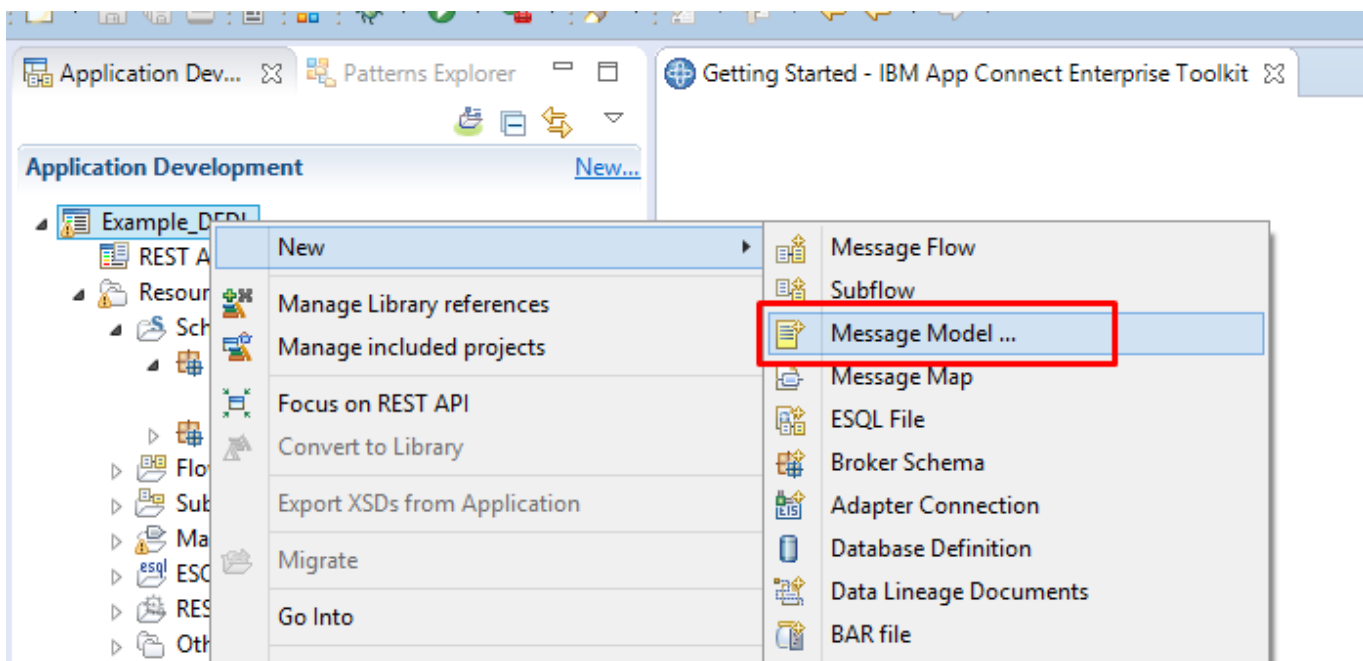 Application Dev... Patterns Explorer
Getting Started - IBM App Connect Enterprise Toolkit
Application Development New...
Example_DFDL
REST A
Resour
Sch
Flo
Sub
Ma
esql ESC
RES
Oth
New
Manage Library references
Manage included projects
Focus on REST API
Convert to Library
Export XSDs from Application
Migrate
Go Into
Message Flow
Subflow
Message Model ...
Message Map
ESQL File
Broker Schema
Adapter Connection
Database Definition
Data Lineage Documents
BAR file